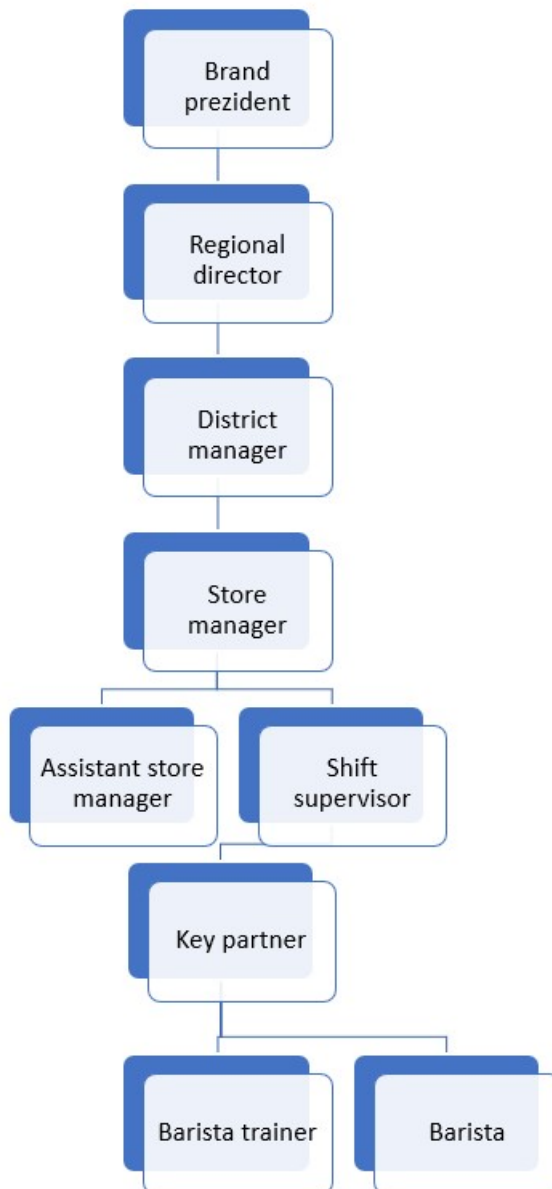 Brand
prezident
Regional
director
District
manager
Store
manager
Assistant store
manager
Shift
supervisor
Key partner
Barista trainer
Barista